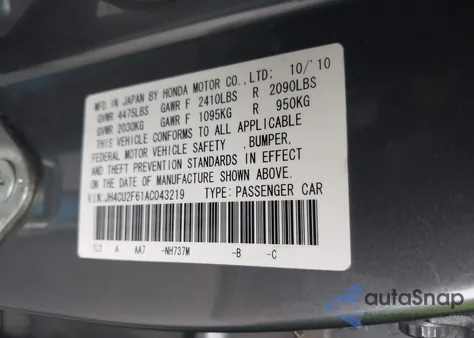 MFD. IN JAPAN BY HONDA MOTOR CO., LTD: 10/'10
GVWR 4475LBS GAWR F 2410LBS R 2090LBS
GVWR 2030KG GAWR F 1095KG R 950KG
THIS VEHICLE CONFORMS TO ALL APPLICABLE
FEDERAL MOTOR VEHICLE SAFETY ,BUMPER,
AND THEFT PREVENTION STANDARDS IN EFFECT
ON THE DATE OF MANUFACTURE SHOWN ABOVE.
V.I.N.:JH4CU2F61AC043219 TYPE: PASSENGER CAR
TL2 A AA7 -NH737M -B -C
autoSnap